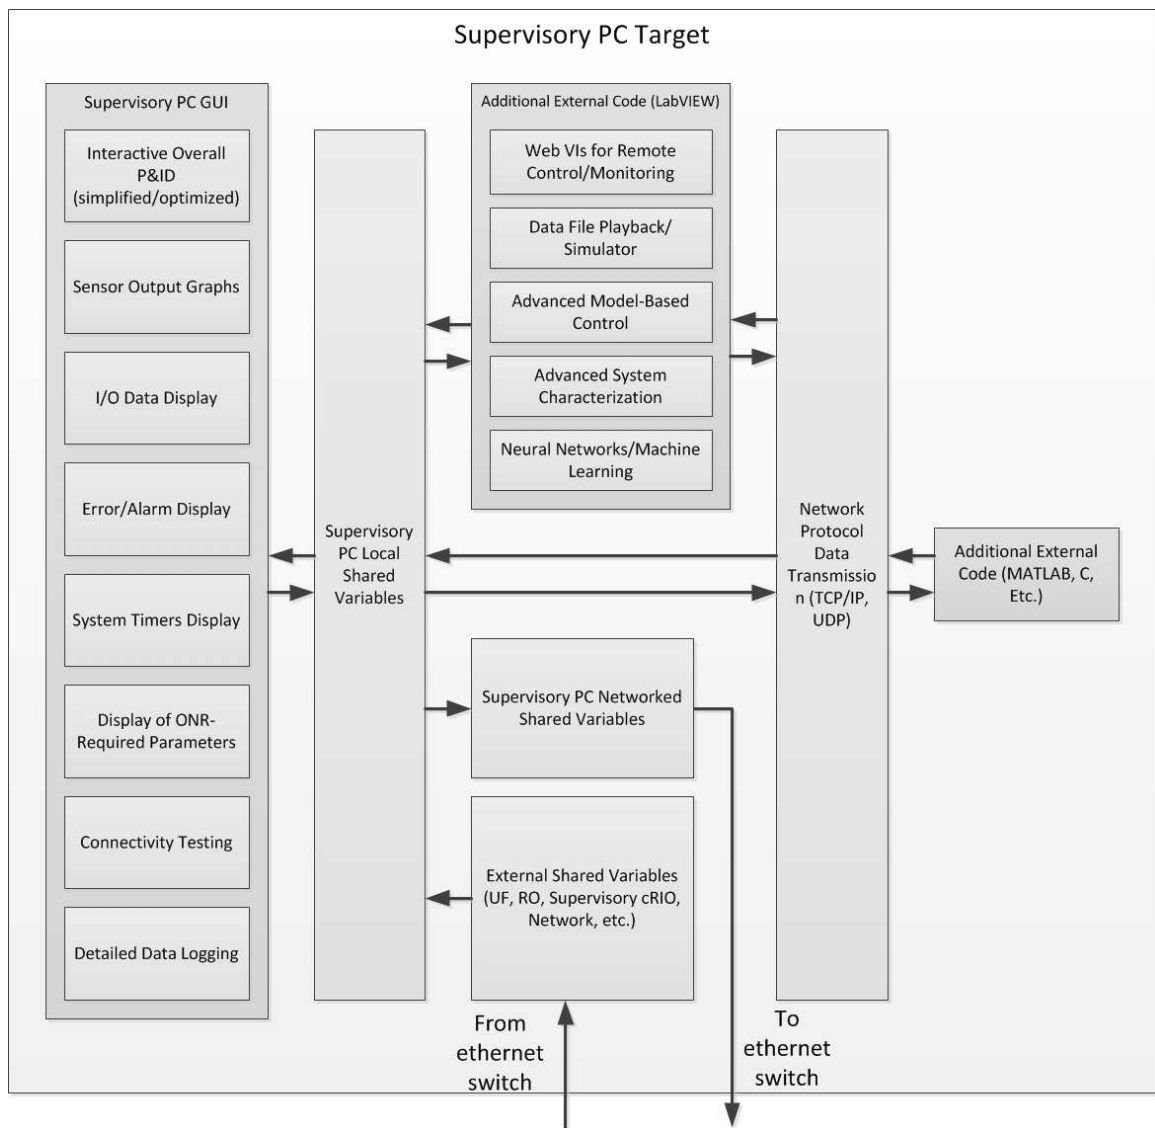 Supervisory PC Target
Supervisory PC GUI
Interactive Overall
P&ID
(simplified/optimized)
Sensor Output Graphs
I/O Data Display
Error/Alarm Display
System Timers Display
Display of ONR-
Required Parameters
Connectivity Testing
Detailed Data Logging
Supervisory
PC Local
Shared
Variables
Additional External Code (LabVIEW)
Web VIs for Remote
Control/Monitoring
Data File Playback/
Simulator
Advanced Model-Based
Control
Advanced System
Characterization
Neural Networks/Machine
Learning
Supervisory PC Networked
Shared Variables
External Shared Variables
(UF, RO, Supervisory cRIO,
Network, etc.)
From
ethernet
switch
Network
Protocol
Data
Transmissio
n (TCP/IP,
UDP)
To
ethernet
switch
Additional External
Code (MATLAB, C,
Etc.)